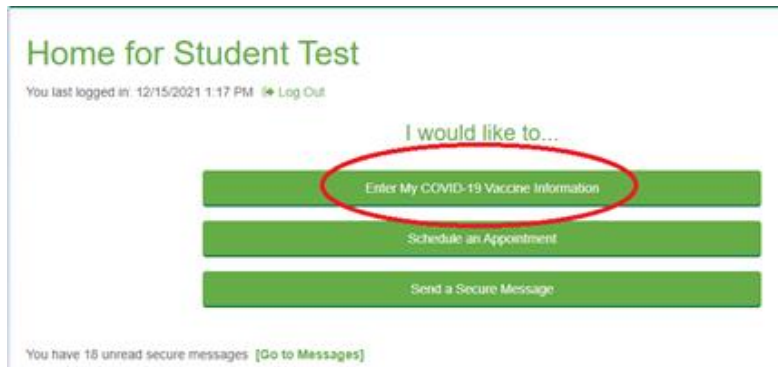 Home for Student Test
You last logged in: 12/15/2021 1:17 PM Log Out
I would like to...
Enter My COVID-19 Vaccine Information
Schedule an Appointment
Send a Secure Message
You have 18 unread secure messages [Go to Messages]